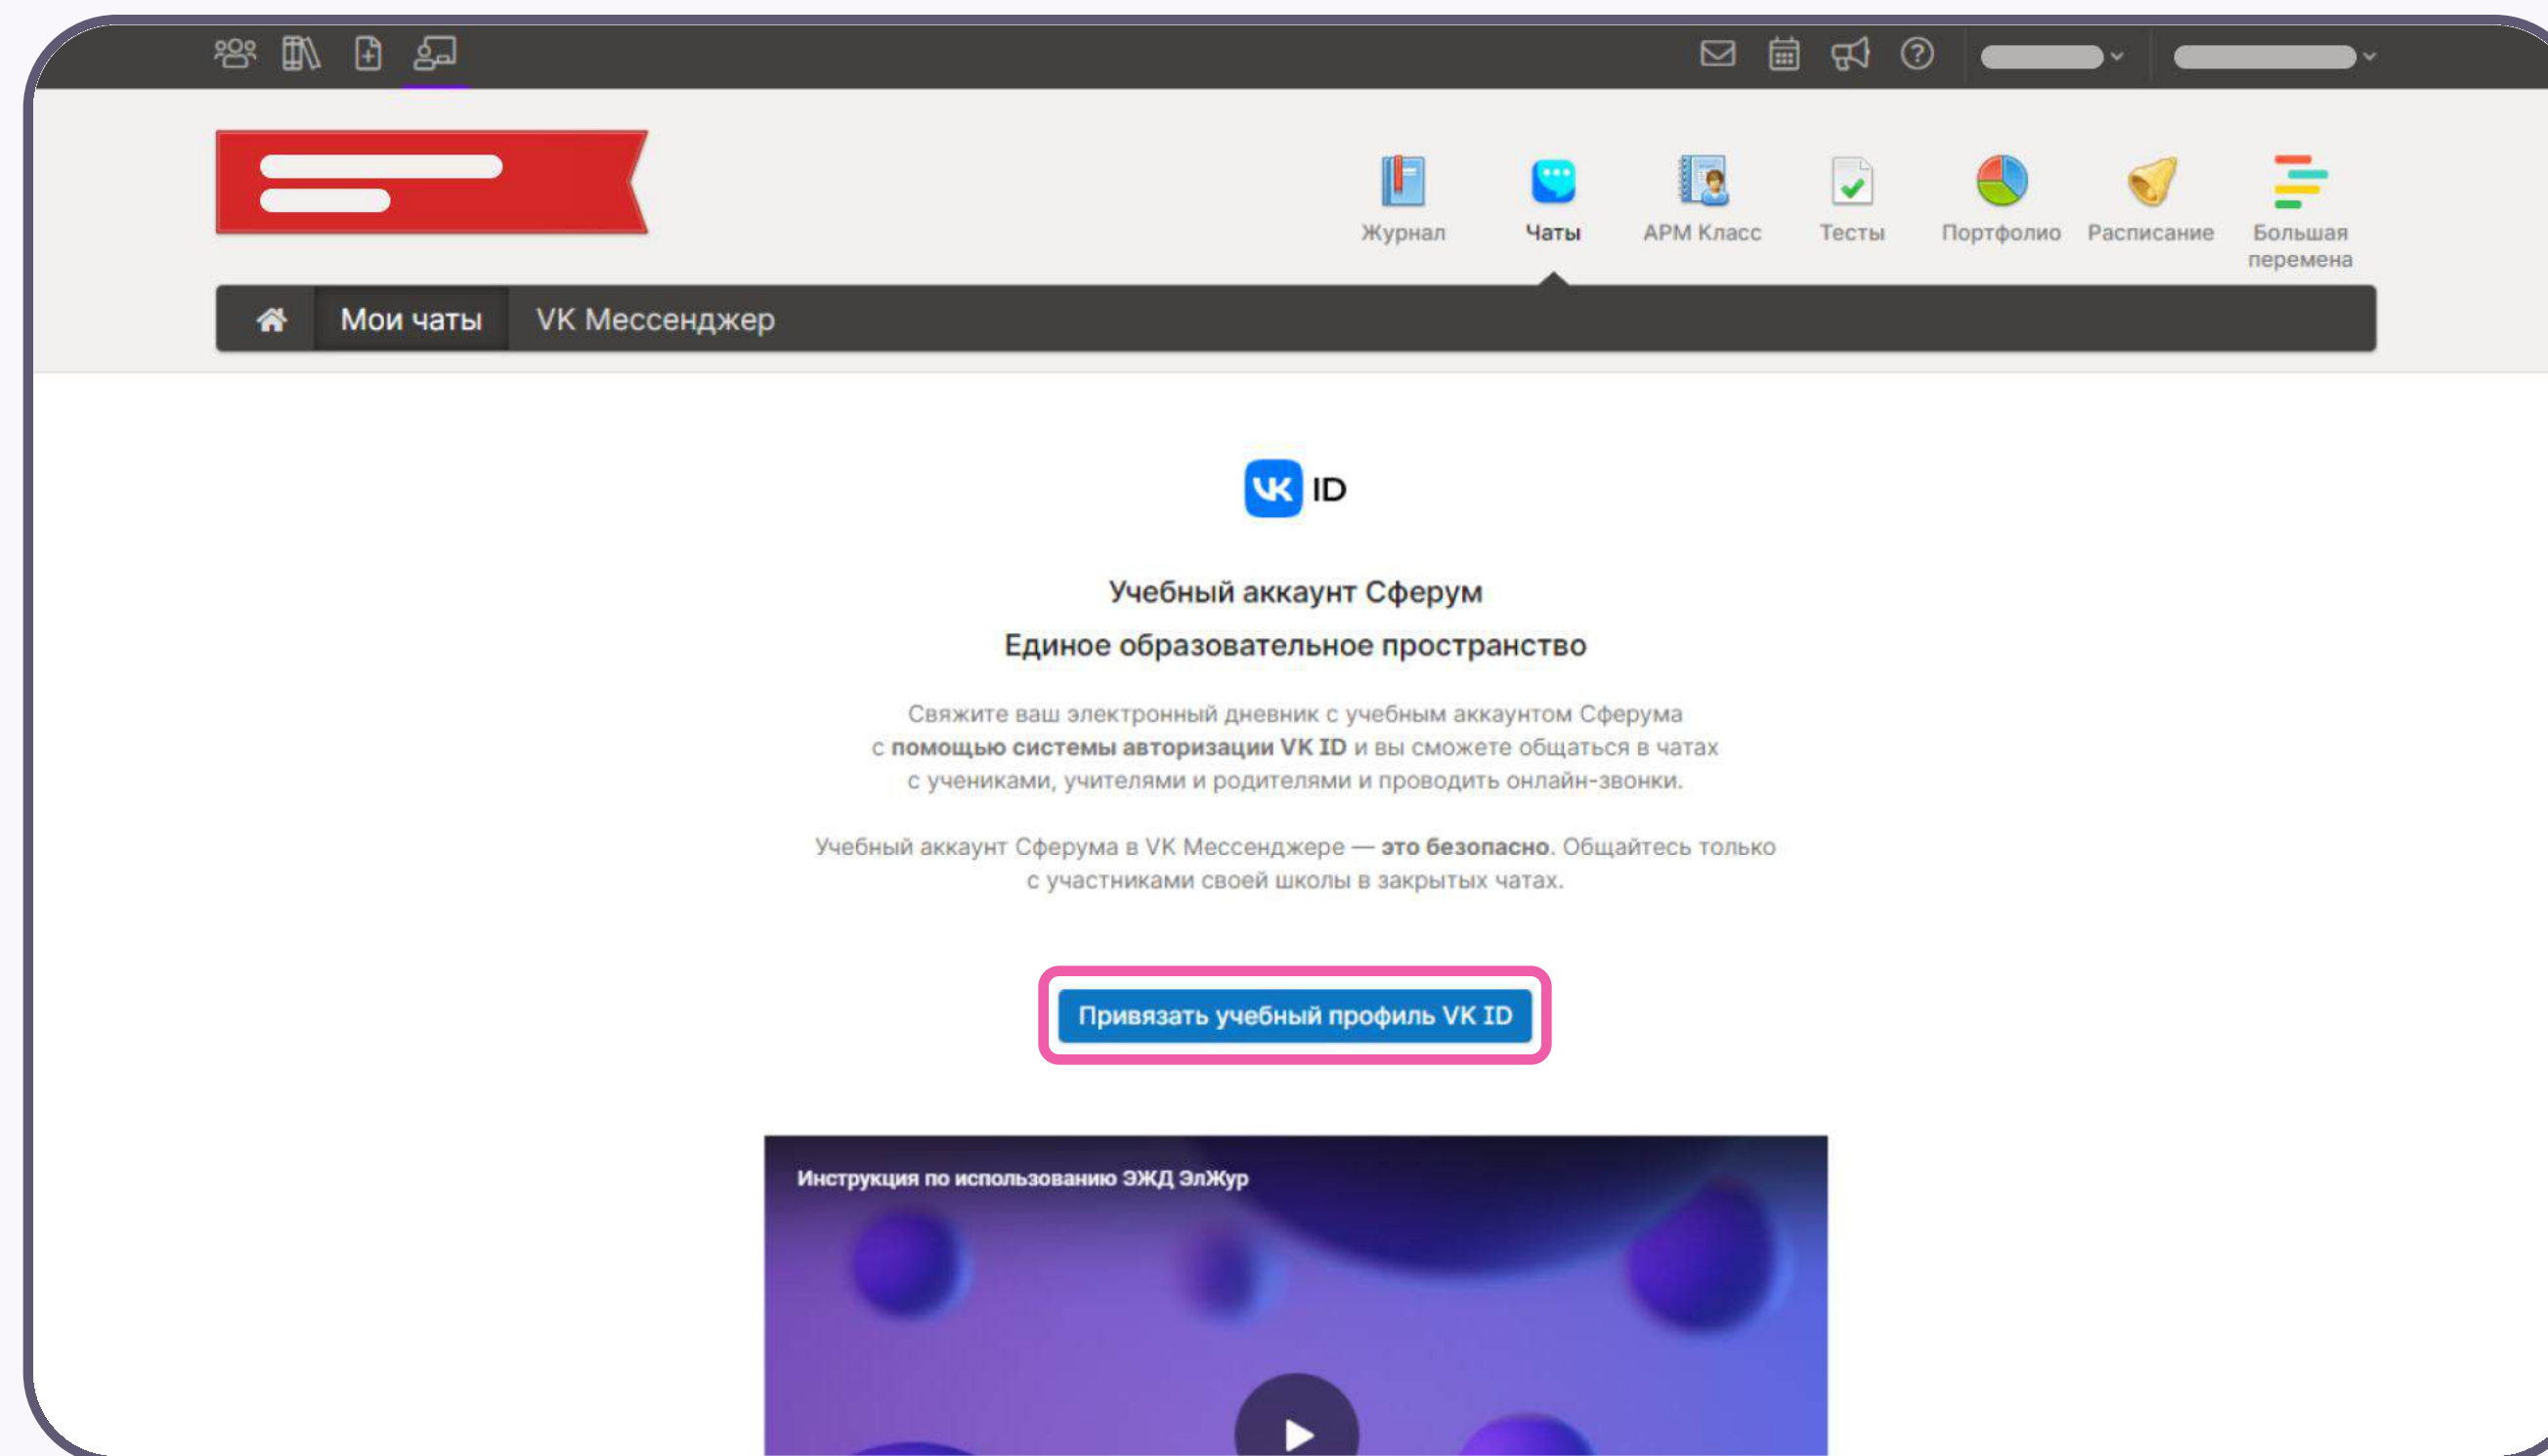 Журнал
Чаты
АРМ Класс
Тесты
Портфолио
Расписание
Большая
перемена
Мои чаты
VK Мессенджер
VK ID
Учебный аккаунт Сферум
Единое образовательное пространство
Свяжите ваш электронный дневник с учебным аккаунтом Сферума
с помощью системы авторизации VK ID и вы сможете общаться в чатах
с учениками, учителями и родителями и проводить онлайн-звонки.
Учебный аккаунт Сферума в VK Мессенджере — это безопасно. Общайтесь только
с участниками своей школы в закрытых чатах.
Привязать учебный профиль VK ID
Инструкция по использованию ЭЖД ЭлЖур